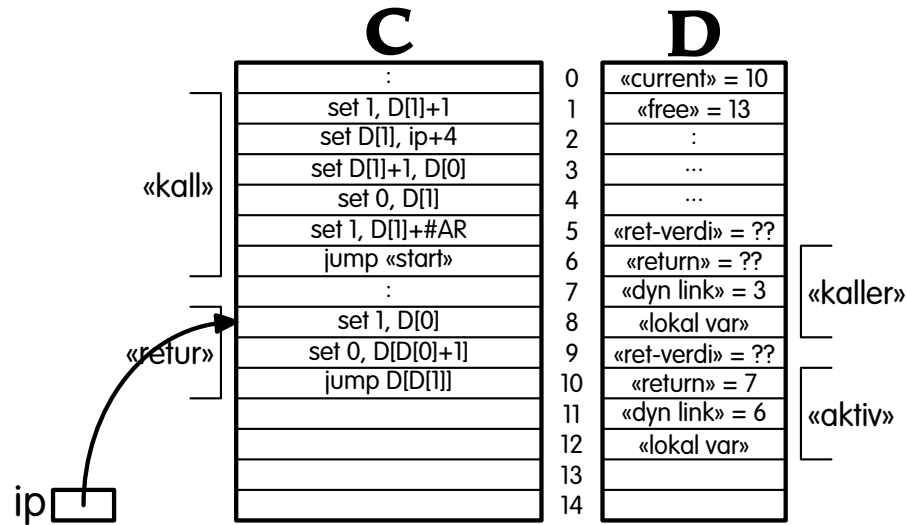 C D
: 0 «current» = 10
set 1, D[1]+1 1 «free» = 13
set D[1], ip+4 2 :
set D[1]+1, D[0] 3 ...
«kall» set 0, D[1] 4 ...
set 1, D[1]+#AR 5 «ret-verdi» = ??
jump «start» 6 «return» = ??
: 7 «dyn link» = 3 «kaller»
set 1, D[0] 8 «lokal var»
«retur» set 0, D[D[0]+1] 9 «ret-verdi» = ??
jump D[D[1]] 10 «return» = 7
11 «dyn link» = 6 «aktiv»
12 «lokal var»
13
ip 14